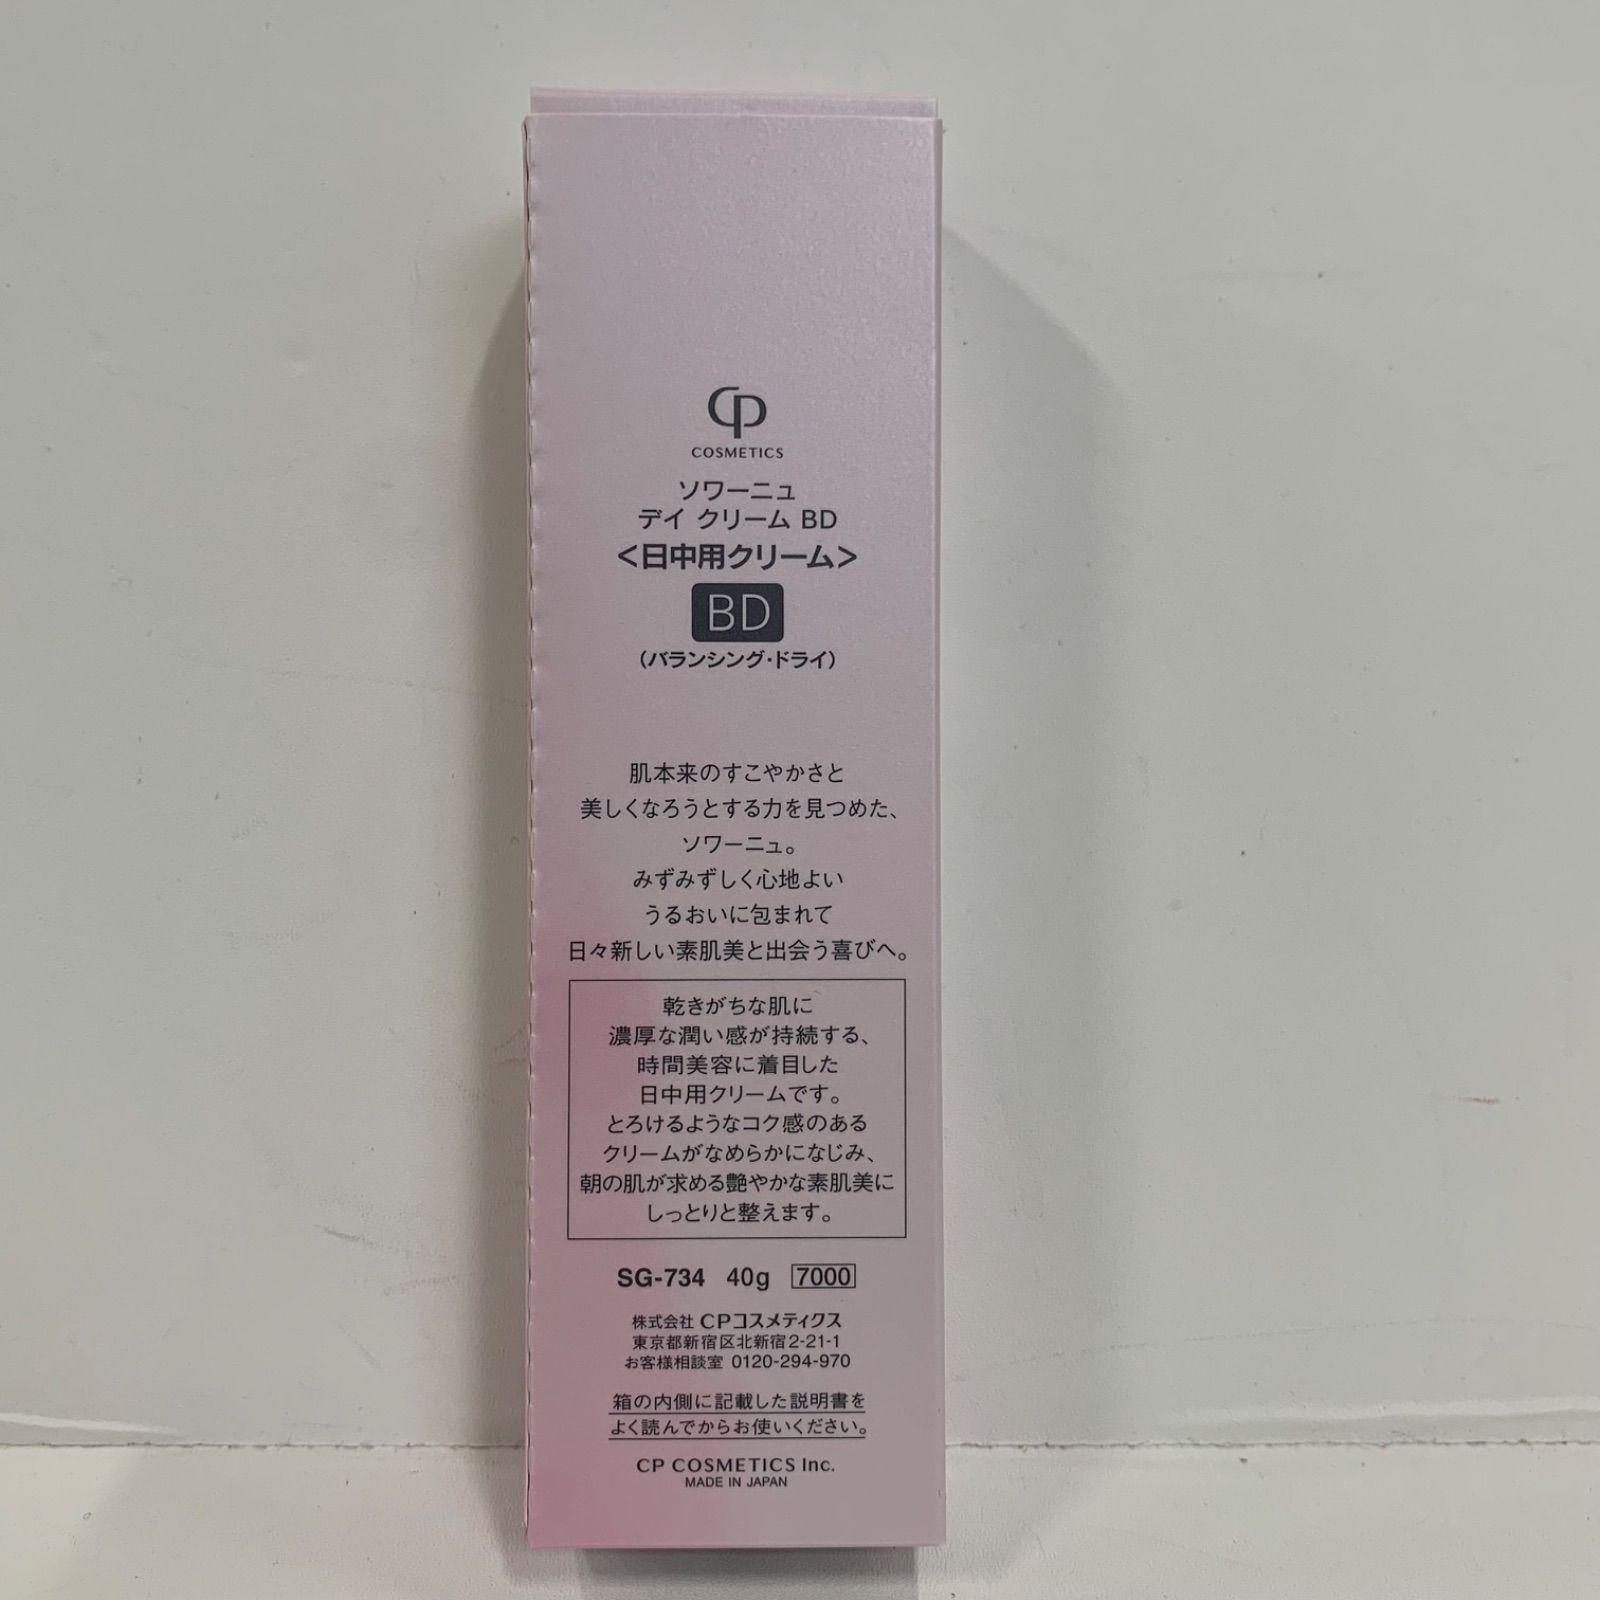 CP
COSMETICS
ソワーニュ
デイ クリーム BD
<日中用クリーム>
BD
(バランシング・ドライ)
肌本来のすこやかさと
美しくなろうとする力を見つめた、
ソワーニュ。
みずみずしく心地よい
うるおいに包まれて
日々新しい素肌美と出会う喜びへ。
乾きがちな肌に
濃厚な潤い感が持続する、
時間美容に着目した
日中用クリームです。
とろけるようなコク感のある
クリームがなめらかになじみ、
朝の肌が求める艶やかな素肌美に
しっとりと整えます。
SG-734 40g 7000
株式会社 CPコスメティクス
東京都新宿区北新宿2-21-1
お客様相談室 0120-294-970
箱の内側に記載した説明書を
よく読んでからお使いください。
CP COSMETICS Inc.
MADE IN JAPAN